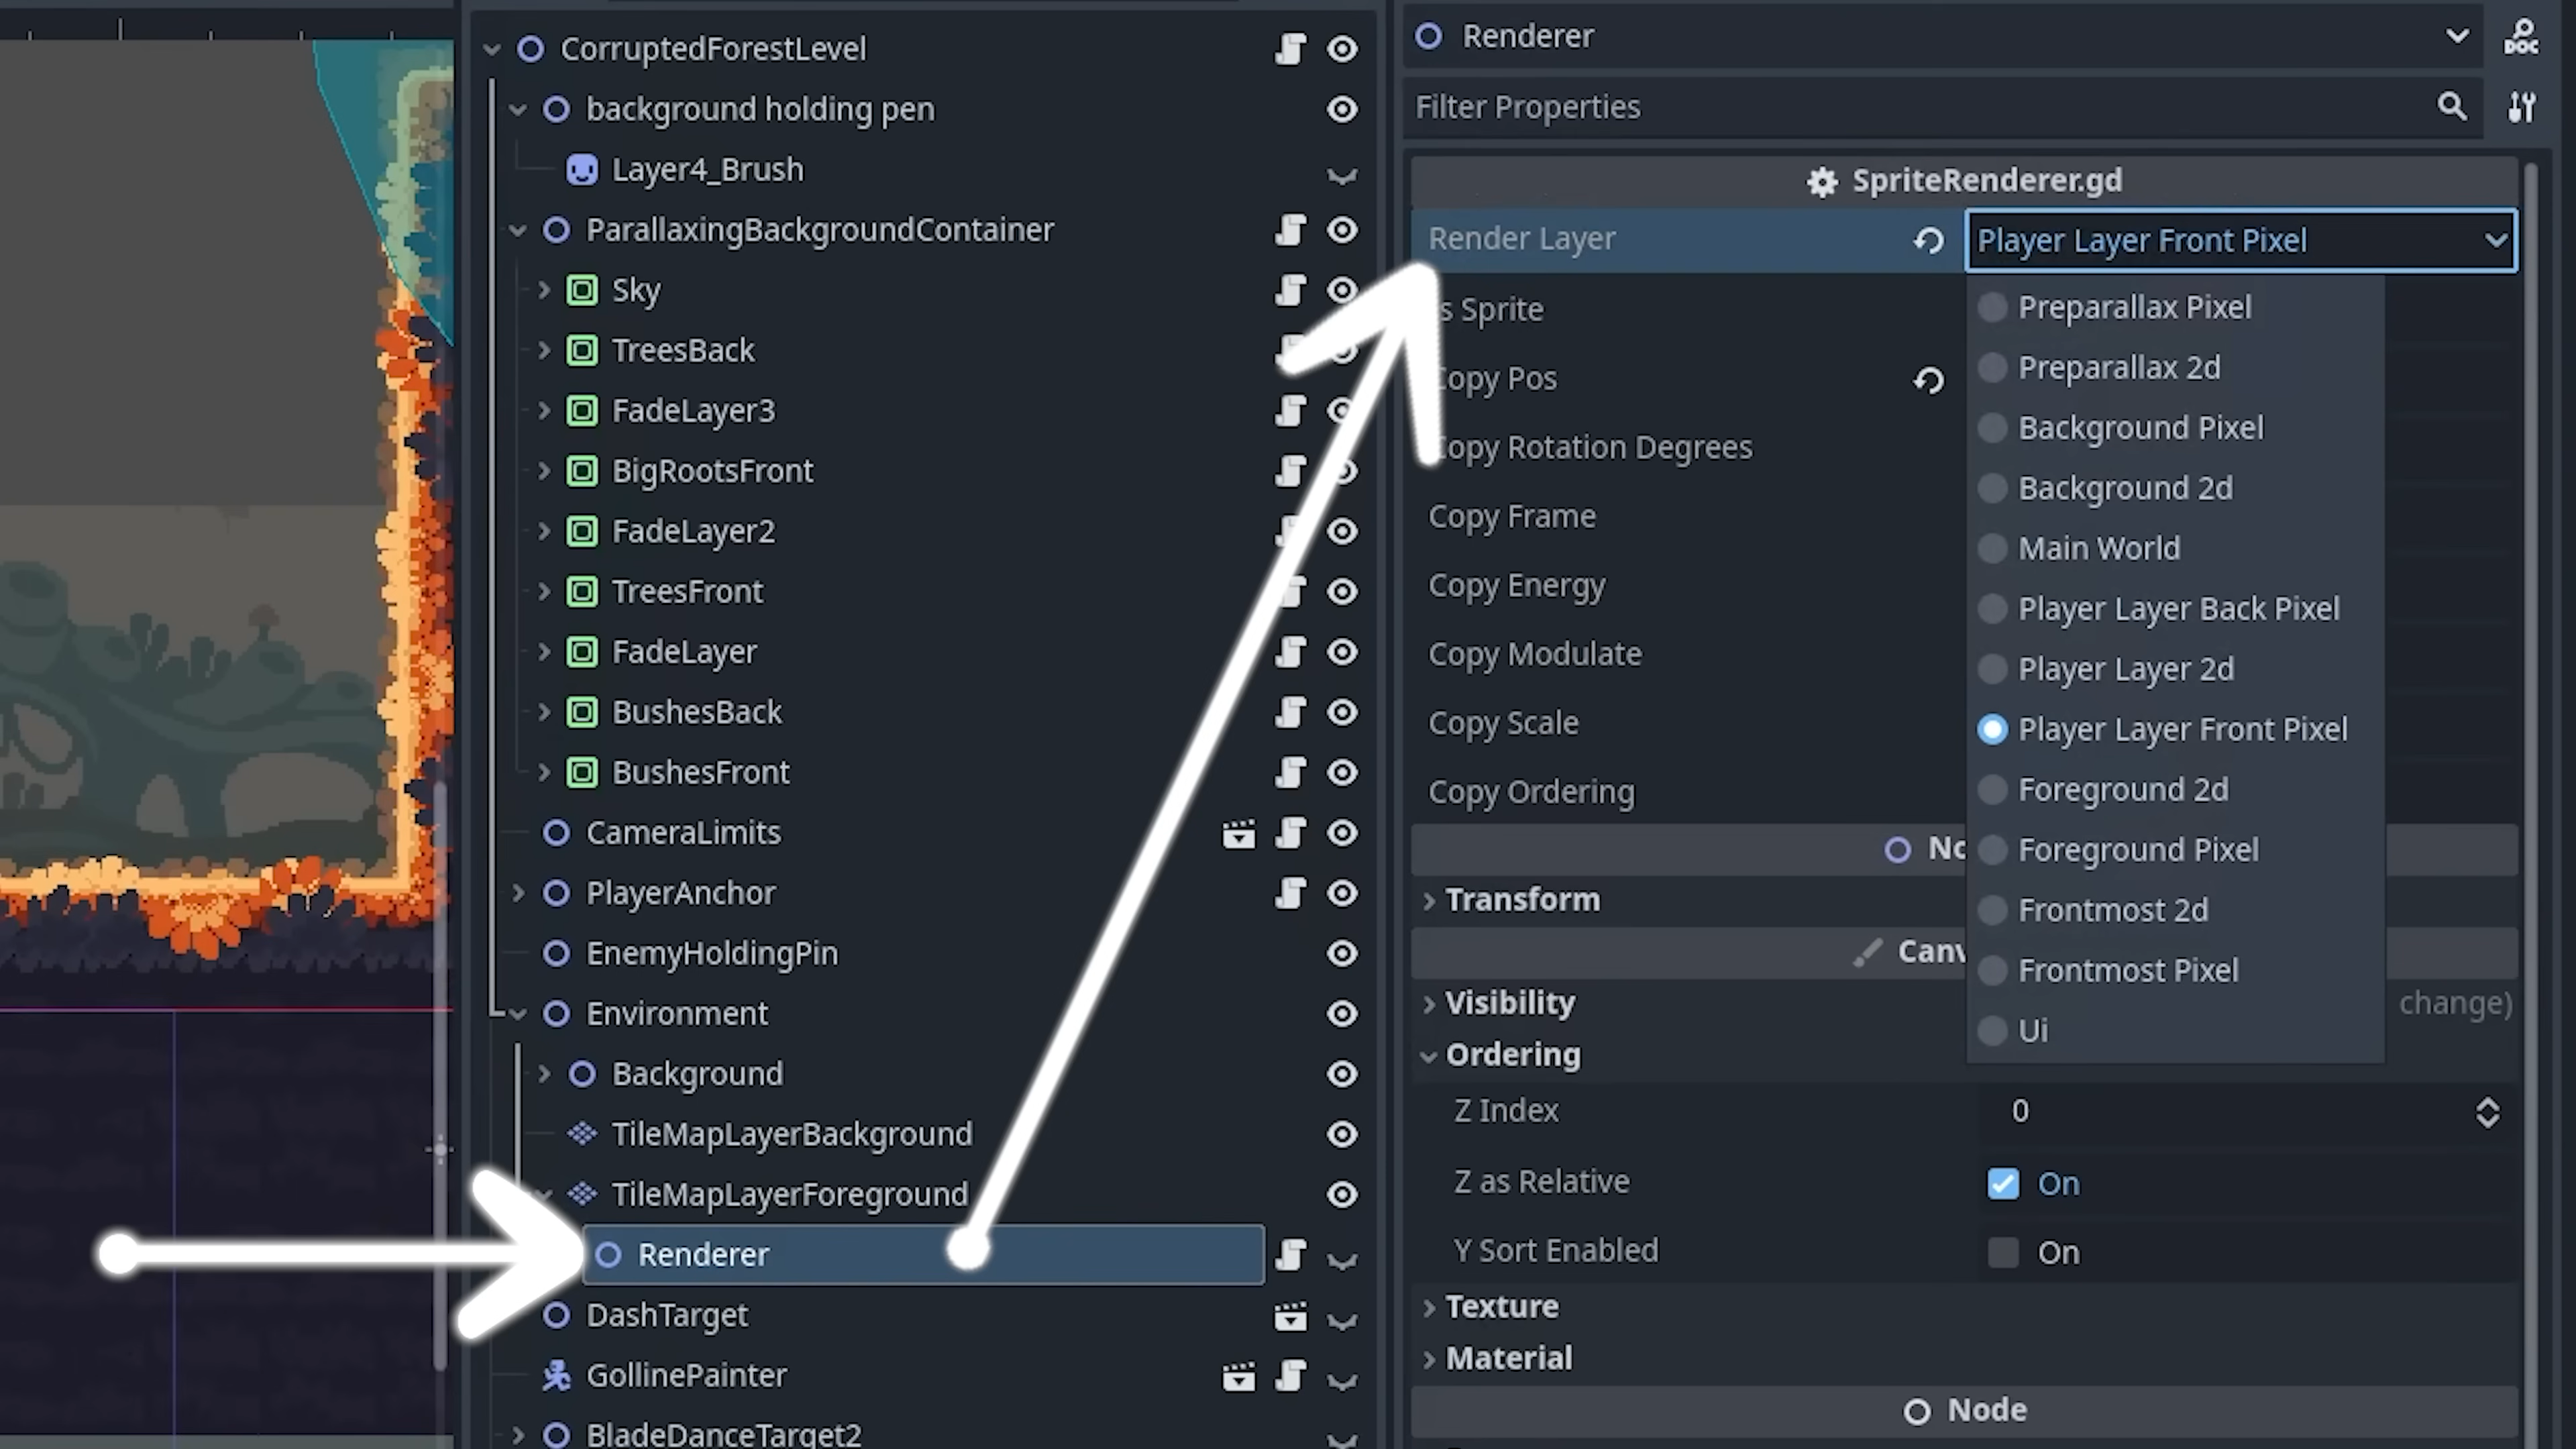 CorruptedForestLevel
background holding pen
Layer4_Brush
ParallaxingBackgroundContainer
Sky
TreesBack
FadeLayer3
BigRootsFront
FadeLayer2
TreesFront
FadeLayer
BushesBack
BushesFront
CameraLimits
PlayerAnchor
EnemyHoldingPin
Environment
Background
TileMapLayerBackground
TileMapLayerForeground
Renderer
DashTarget
GollinePainter
BladeDanceTarget2
Renderer
DOC
Filter Properties
SpriteRenderer.gd
Render Layer
Player Layer Front Pixel
s Sprite
Copy Pos
Copy Rotation Degrees
Copy Frame
Copy Energy
Copy Modulate
Copy Scale
Copy Ordering
Preparallax Pixel
Preparallax 2d
Background Pixel
Background 2d
Main World
Player Layer Back Pixel
Player Layer 2d
Player Layer Front Pixel
Foreground 2d
Foreground Pixel
Frontmost 2d
Frontmost Pixel
Ui
Transform
Visibility
change)
Ordering
Z Index 0
Z as Relative On
Y Sort Enabled On
Texture
Material
Node